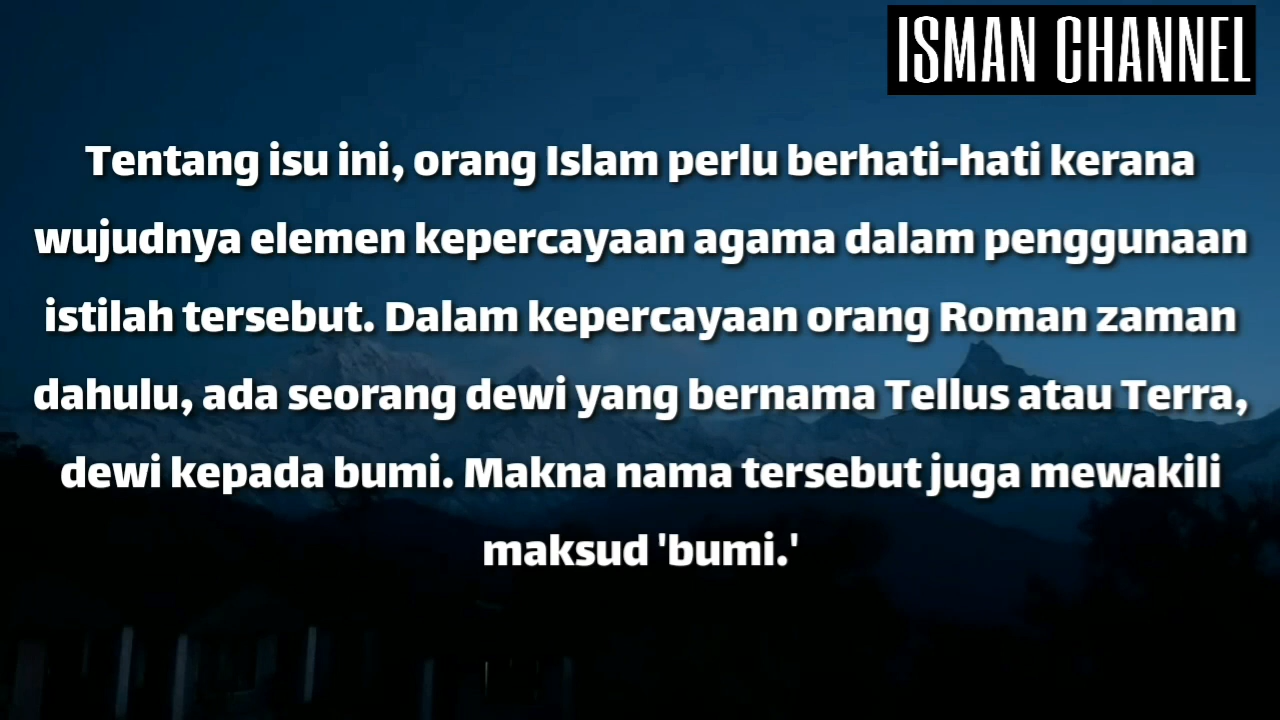 ISMAN CHANNEL
Tentang isu ini, orang Islam perlu berhati-hati kerana
wujudnya elemen kepercayaan agama dalam penggunaan
istilah tersebut. Dalam kepercayaan orang Roman zaman
dahulu, ada seorang dewi yang bernama Tellus atau Terra,
dewi kepada bumi. Makna nama tersebut juga mewakili
maksud 'bumi.'